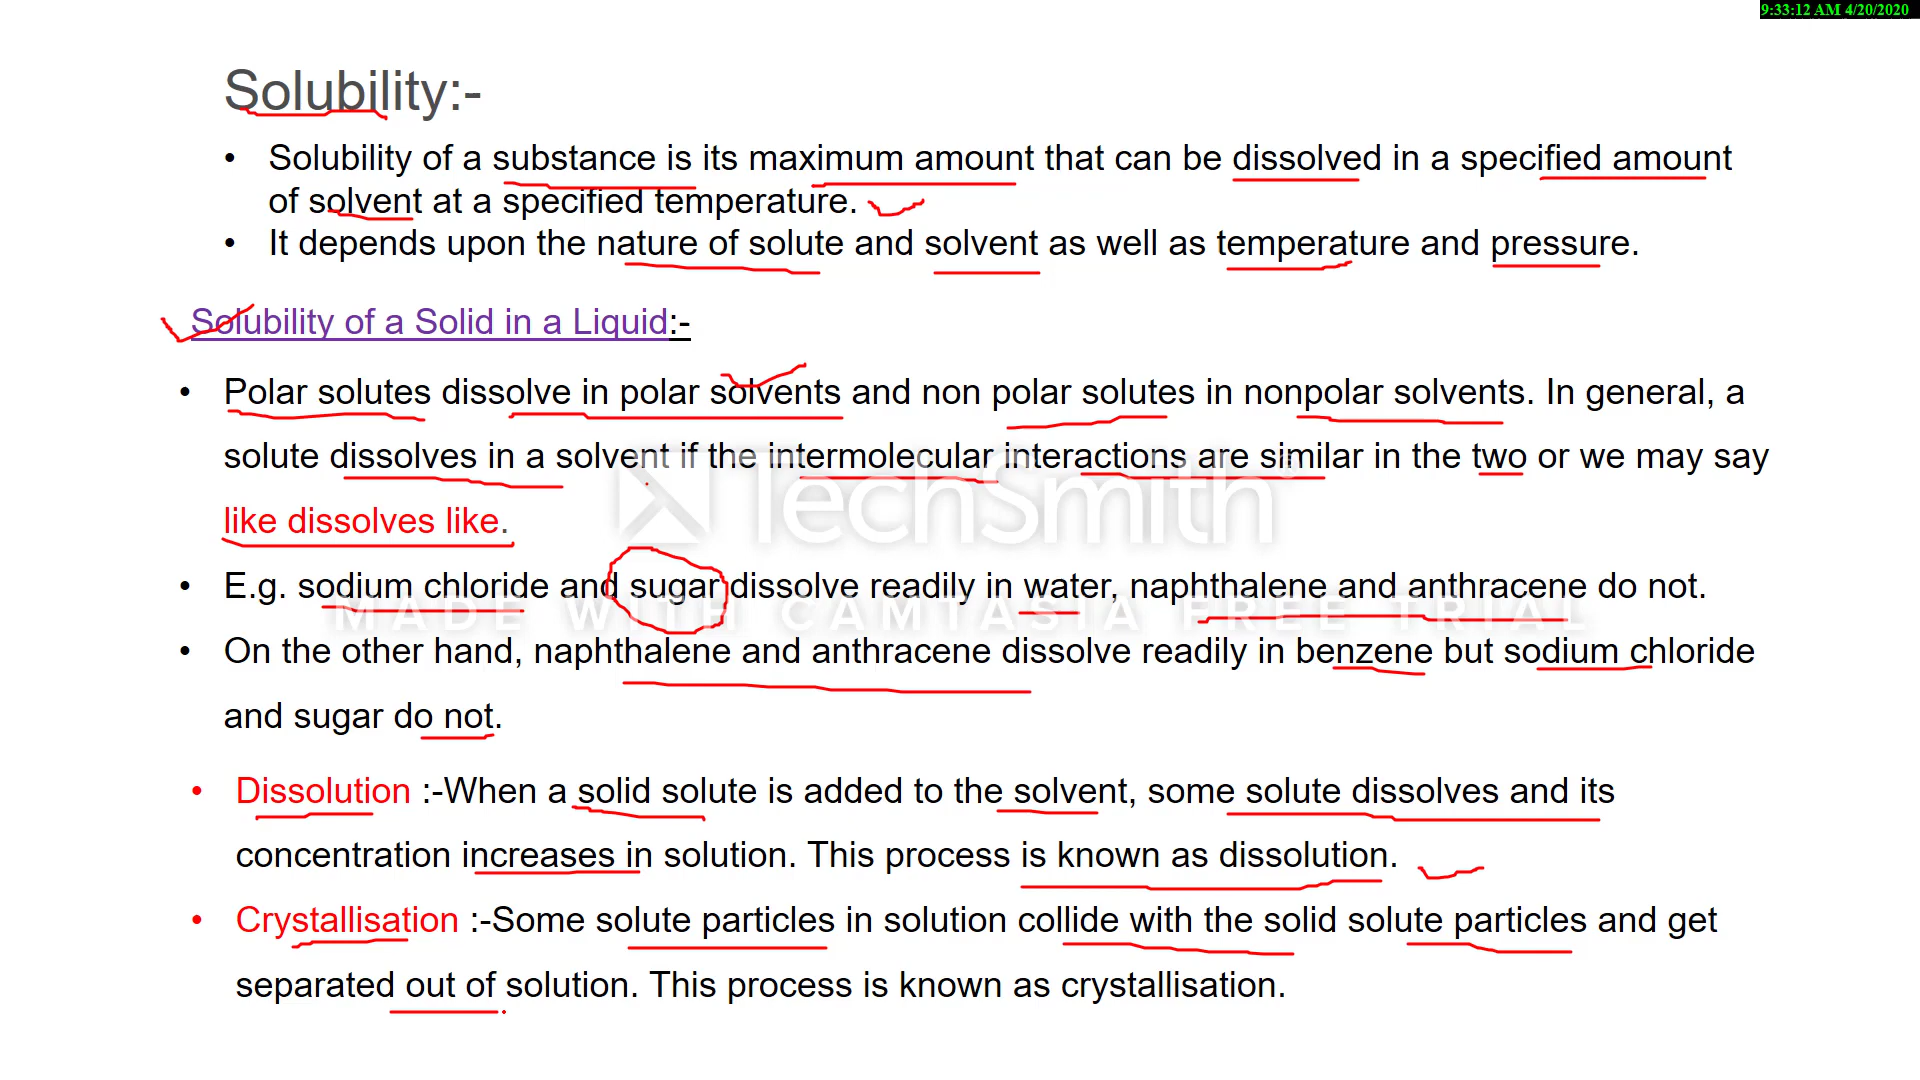 9:33:12 AM 4/20/2020
Solubility:-
• Solubility of a substance is its maximum amount that can be dissolved in a specified amount
of solvent at a specified temperature.
• It depends upon the nature of solute and solvent as well as temperature and pressure.
Solubility of a Solid in a Liquid:-
• Polar solutes dissolve in polar solvents and non polar solutes in nonpolar solvents. In general, a
solute dissolves in a solvent if the intermolecular interactions are similar in the two or we may say
TechSmith®
like dissolves like.
• E.g. sodium chloride and sugar dissolve readily in water, naphthalene and anthracene do not.
MADE WITH CAMTASIA FREE TRIAL
• On the other hand, naphthalene and anthracene dissolve readily in benzene but sodium chloride
and sugar do not.
• Dissolution :-When a solid solute is added to the solvent, some solute dissolves and its
concentration increases in solution. This process is known as dissolution.
• Crystallisation :-Some solute particles in solution collide with the solid solute particles and get
separated out of solution. This process is known as crystallisation.